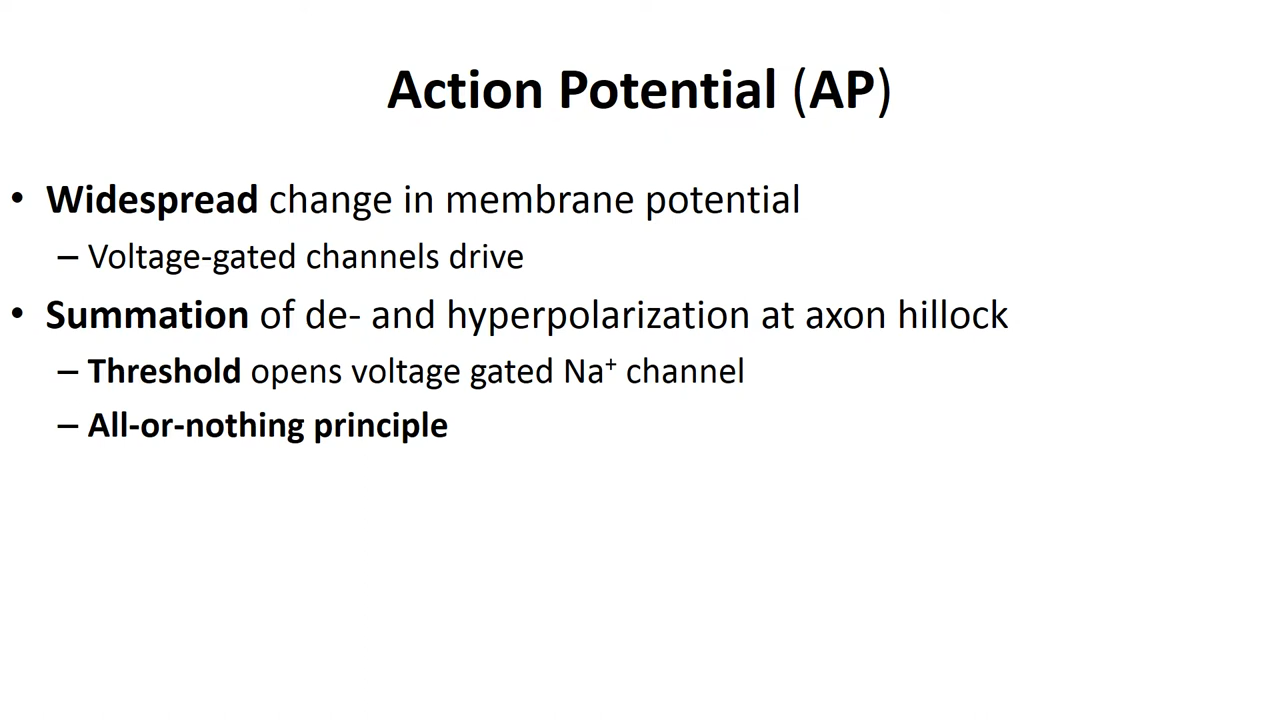 Action Potential (AP)
• Widespread change in membrane potential
– Voltage-gated channels drive
• Summation of de- and hyperpolarization at axon hillock
– Threshold opens voltage gated Na⁺ channel
– All-or-nothing principle